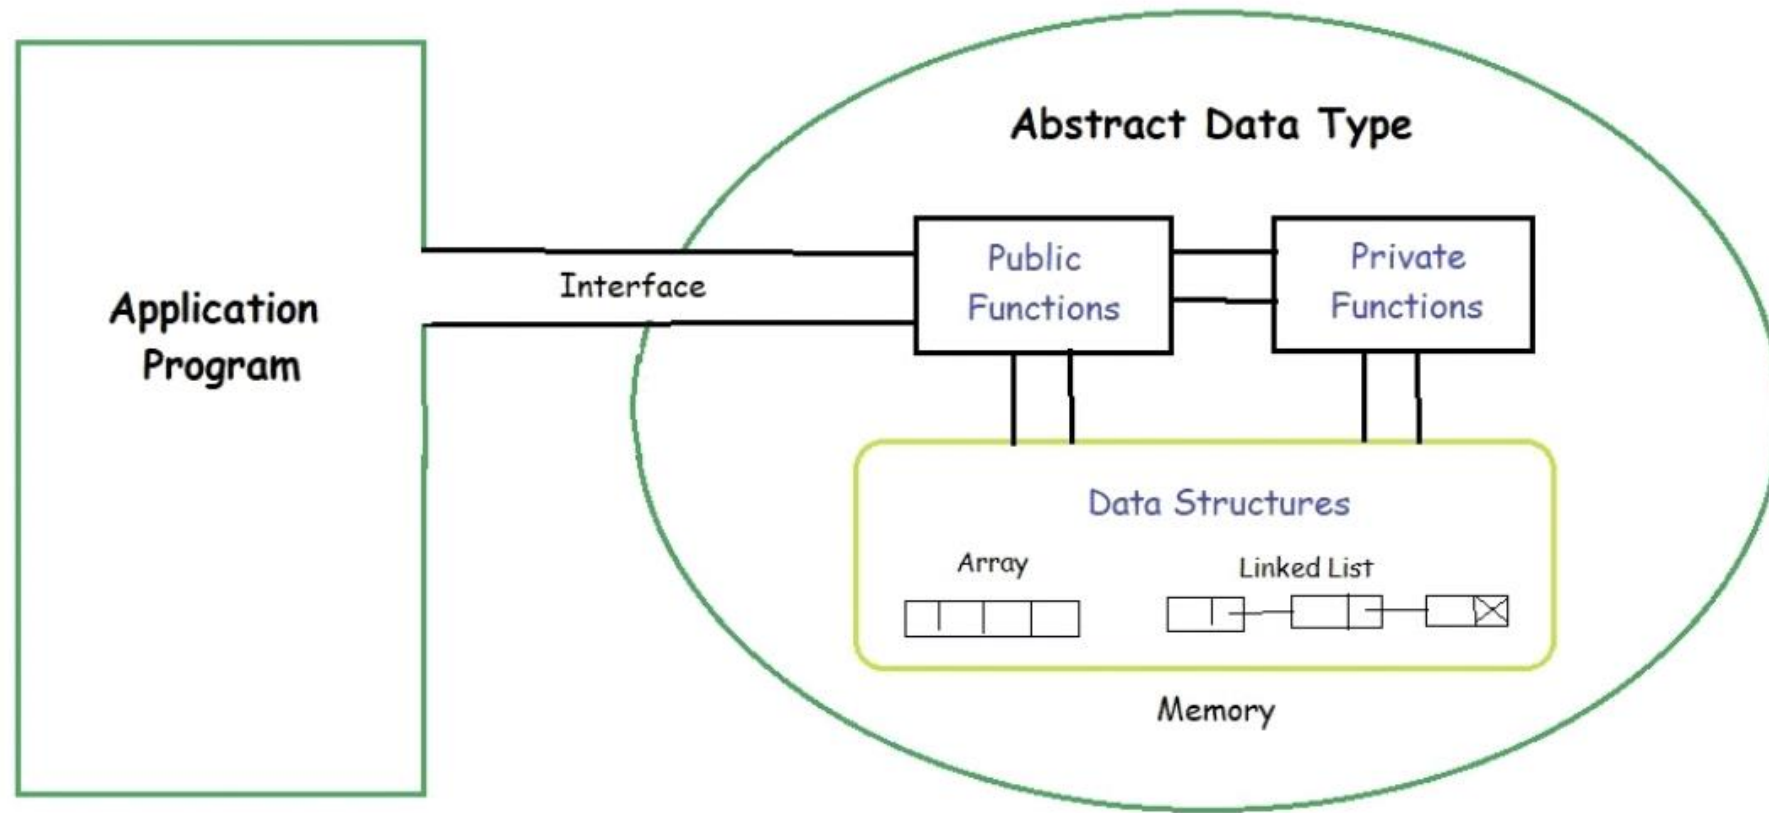 Abstract Data Type
Application
Program
Interface
Public
Functions
Private
Functions
Data Structures
Array
Linked List
Memory